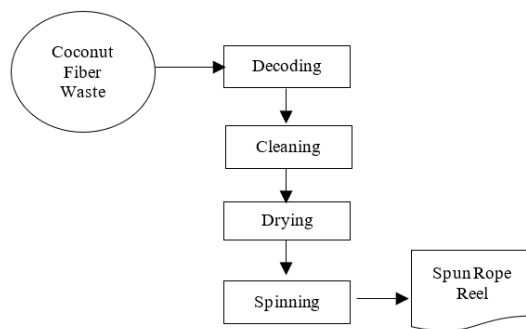 Coconut
Fiber
Waste
Decoding
Cleaning
Drying
Spinning
Spun Rope
Reel